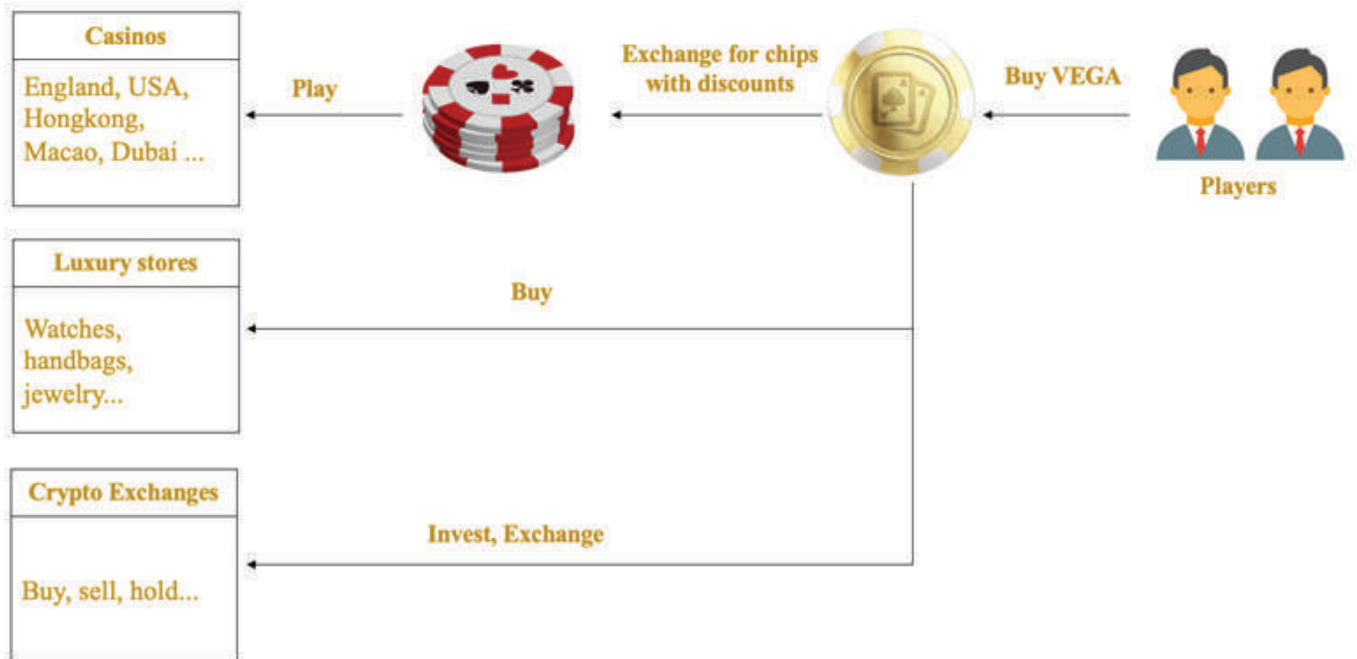 Casinos
England, USA,
Hongkong,
Macao, Dubai ...
Play
Exchange for chips
with discounts
Buy VEGA
Players
Luxury stores
Watches,
handbags,
jewelry...
Buy
Crypto Exchanges
Buy, sell, hold...
Invest, Exchange